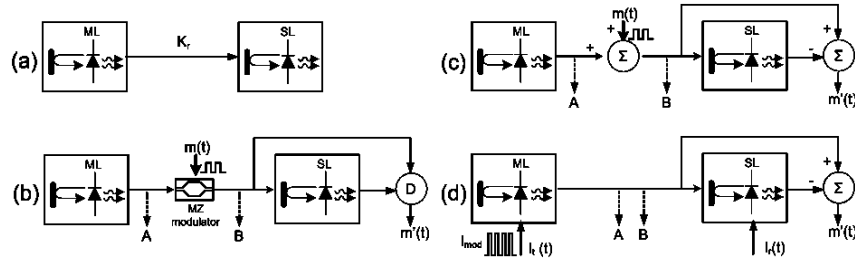 (a)
ML
K_r
SL
(c)
ML
m(t)
+
+
Σ
A
B
SL
+
-
Σ
m'(t)
(b)
ML
m(t)
MZ
modulator
A
B
SL
D
m'(t)
(d)
ML
I_mod
I_t (t)
A
B
SL
I_r(t)
+
-
Σ
m'(t)